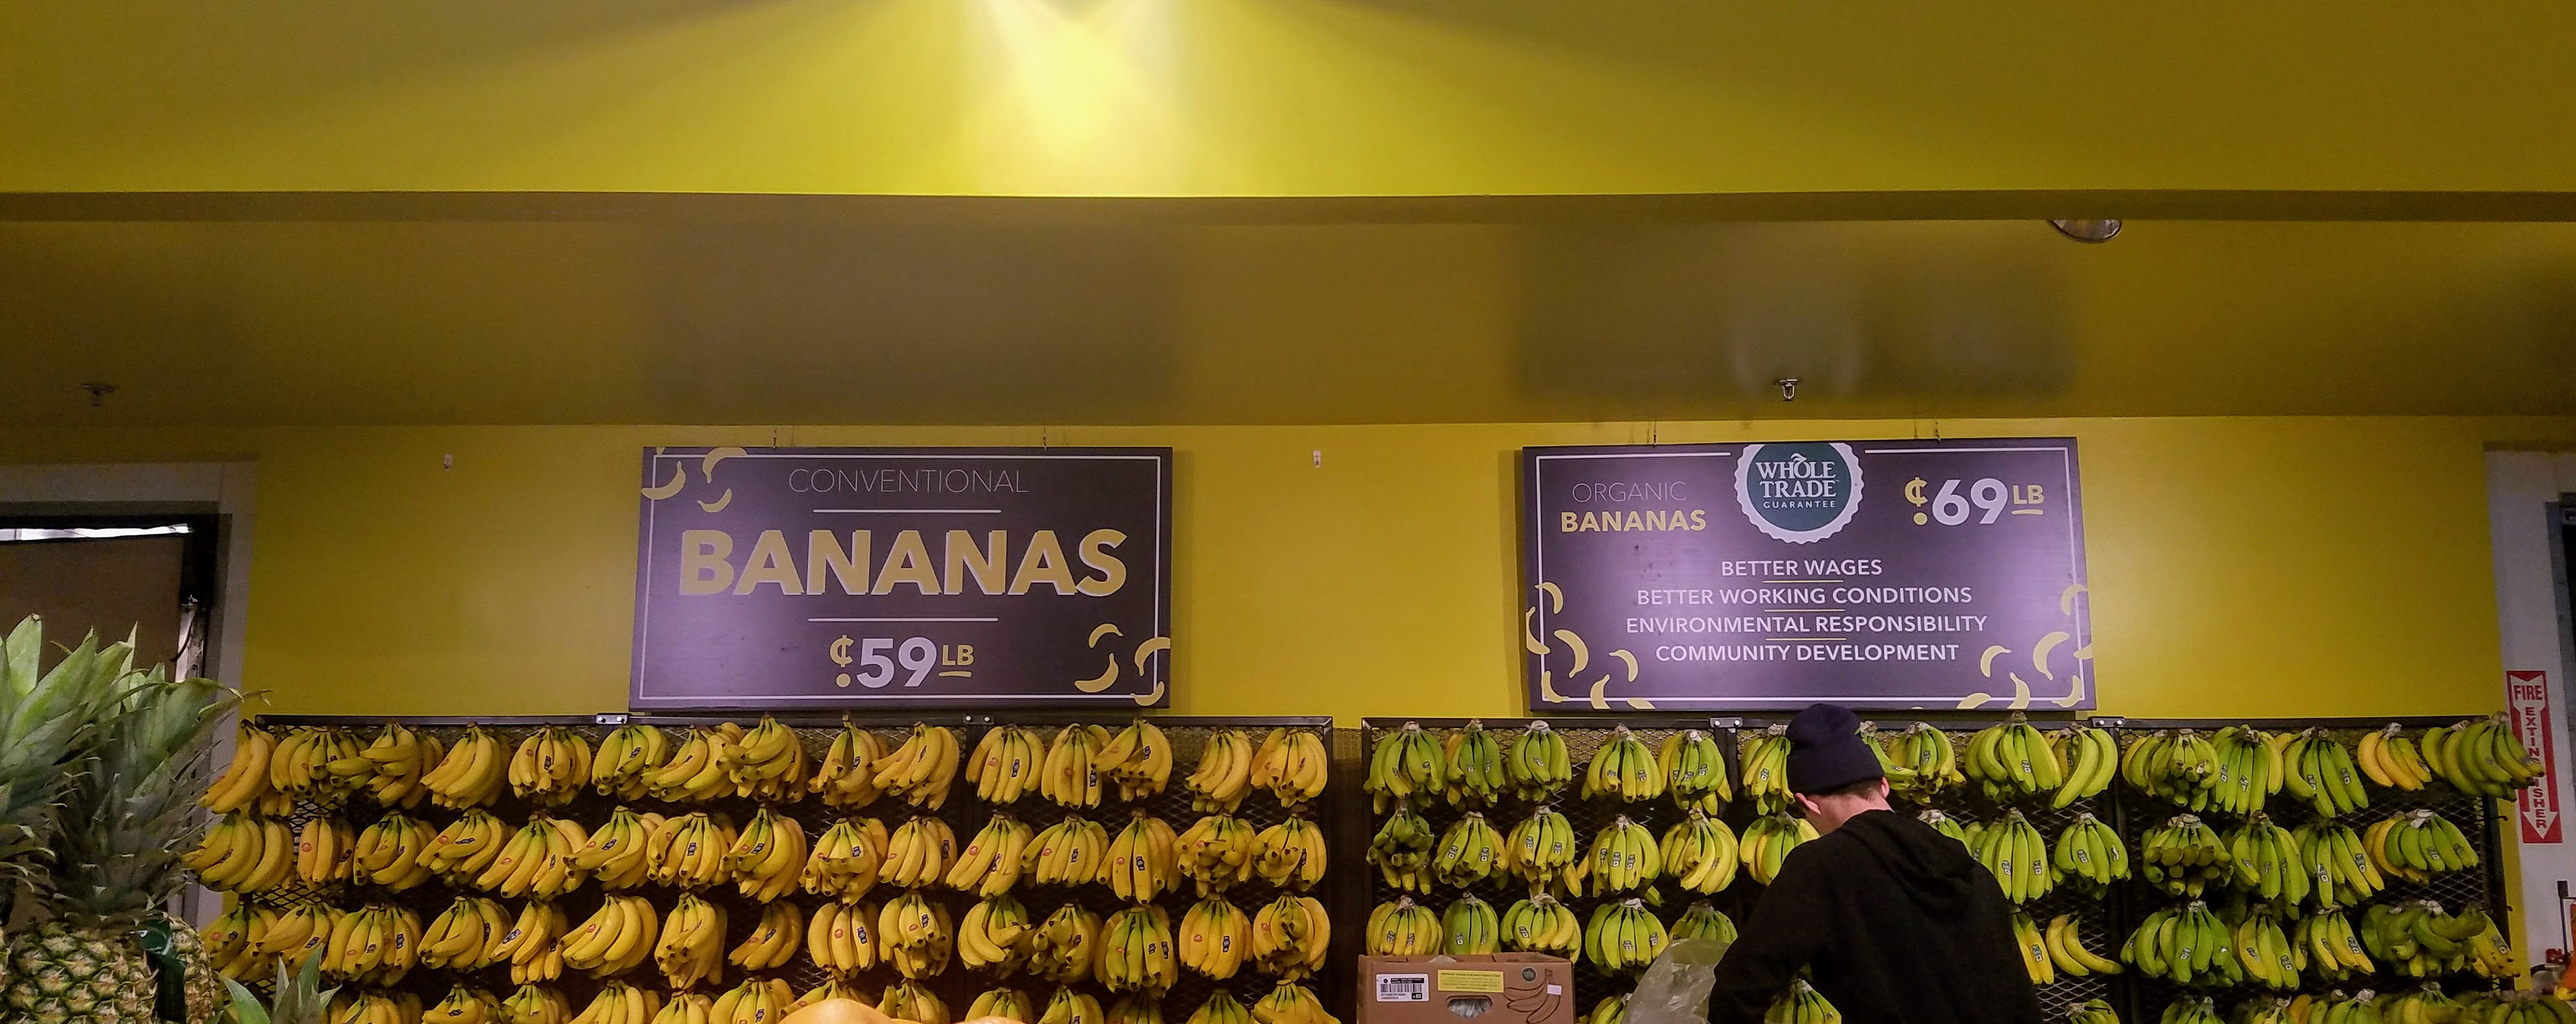 CONVENTIONAL
BANANAS
¢59 LB
ORGANIC
BANANAS
WHOLE
TRADE
GUARANTEE
¢69 LB
BETTER WAGES
BETTER WORKING CONDITIONS
ENVIRONMENTAL RESPONSIBILITY
COMMUNITY DEVELOPMENT
FIRE
EXTINGUISHER